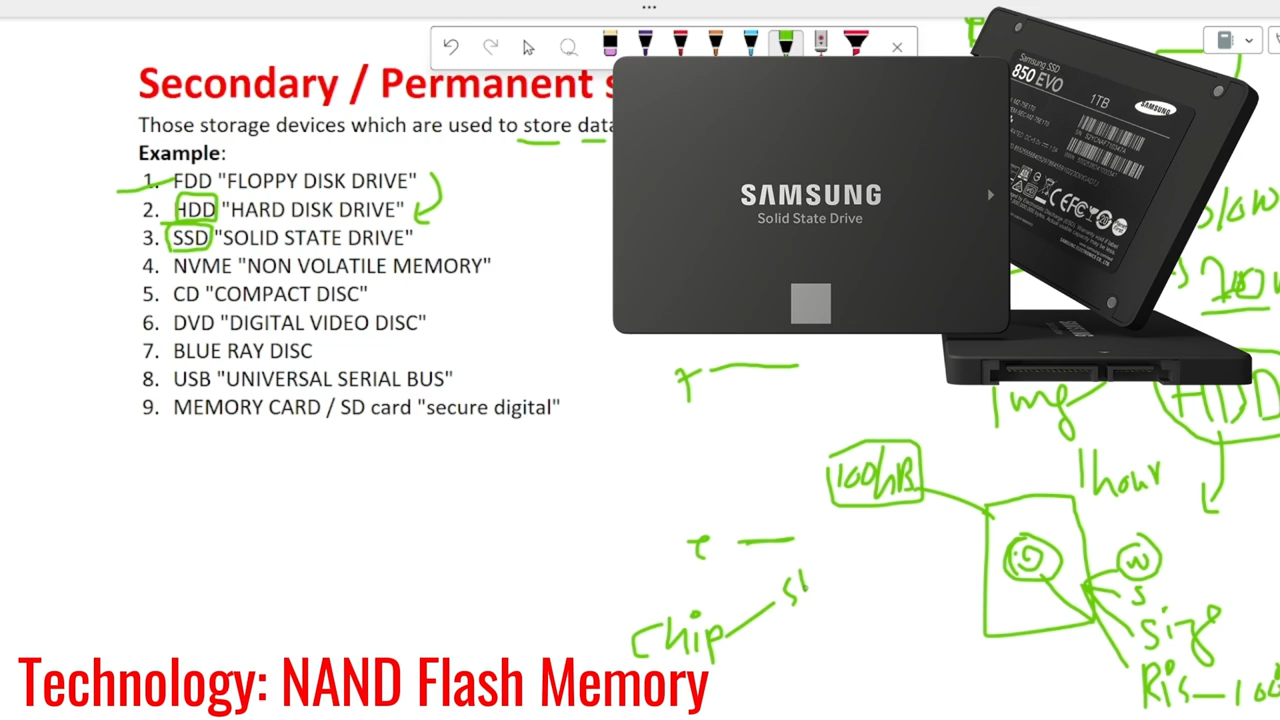 Secondary / Permanent s
Those storage devices which are used to store data
Example:
1. FDD "FLOPPY DISK DRIVE"
2. HDD "HARD DISK DRIVE"
3. SSD "SOLID STATE DRIVE"
4. NVME "NON VOLATILE MEMORY"
5. CD "COMPACT DISC"
6. DVD "DIGITAL VIDEO DISC"
7. BLUE RAY DISC
8. USB "UNIVERSAL SERIAL BUS"
9. MEMORY CARD / SD card "secure digital"
SAMSUNG
Solid State Drive
Samsung SSD
850 EVO
1TB
SAMSUNG
HDD
1 hour
Chip
Size
Technology: NAND Flash Memory